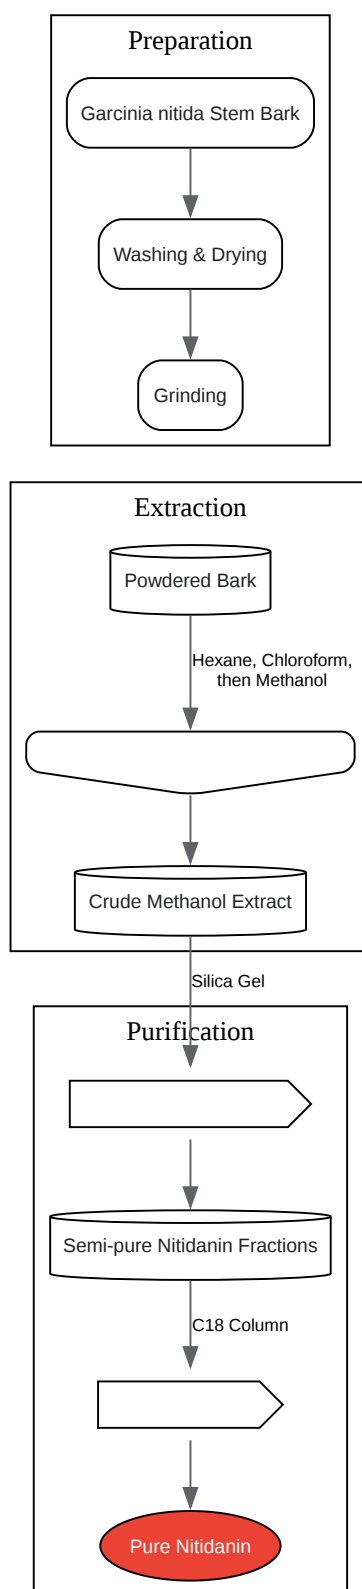 Preparation
Garcinia nitida Stem Bark
Washing & Drying
Grinding
Extraction
Powdered Bark
Hexane, Chloroform,
then Methanol
Crude Methanol Extract
Silica Gel
Purification
Semi-pure Nitidanin Fractions
C18 Column
Pure Nitidanin